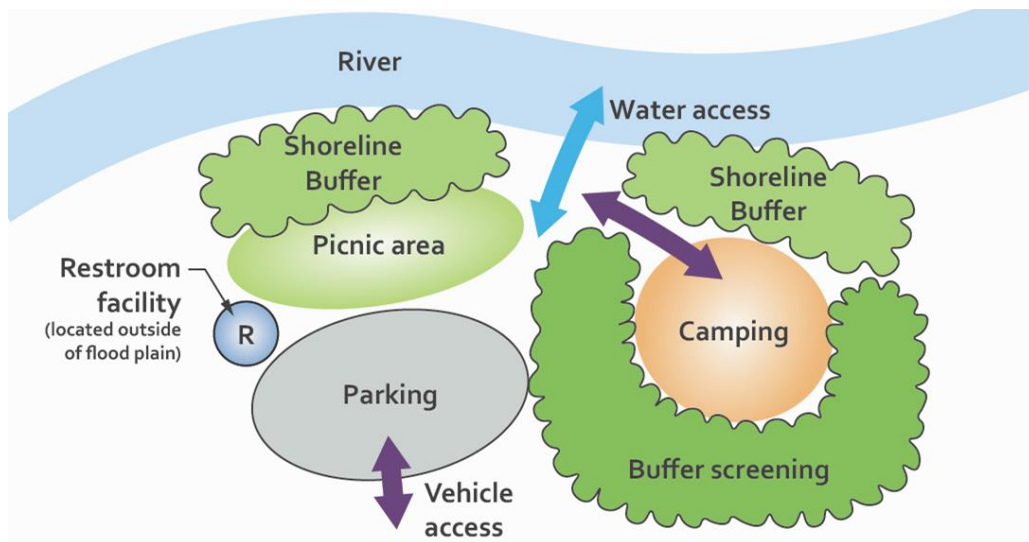 River
Water access
Shoreline
Buffer
Shoreline
Buffer
Picnic area
Restroom
facility
(located outside
of flood plain)
R
Camping
Parking
Buffer screening
Vehicle
access